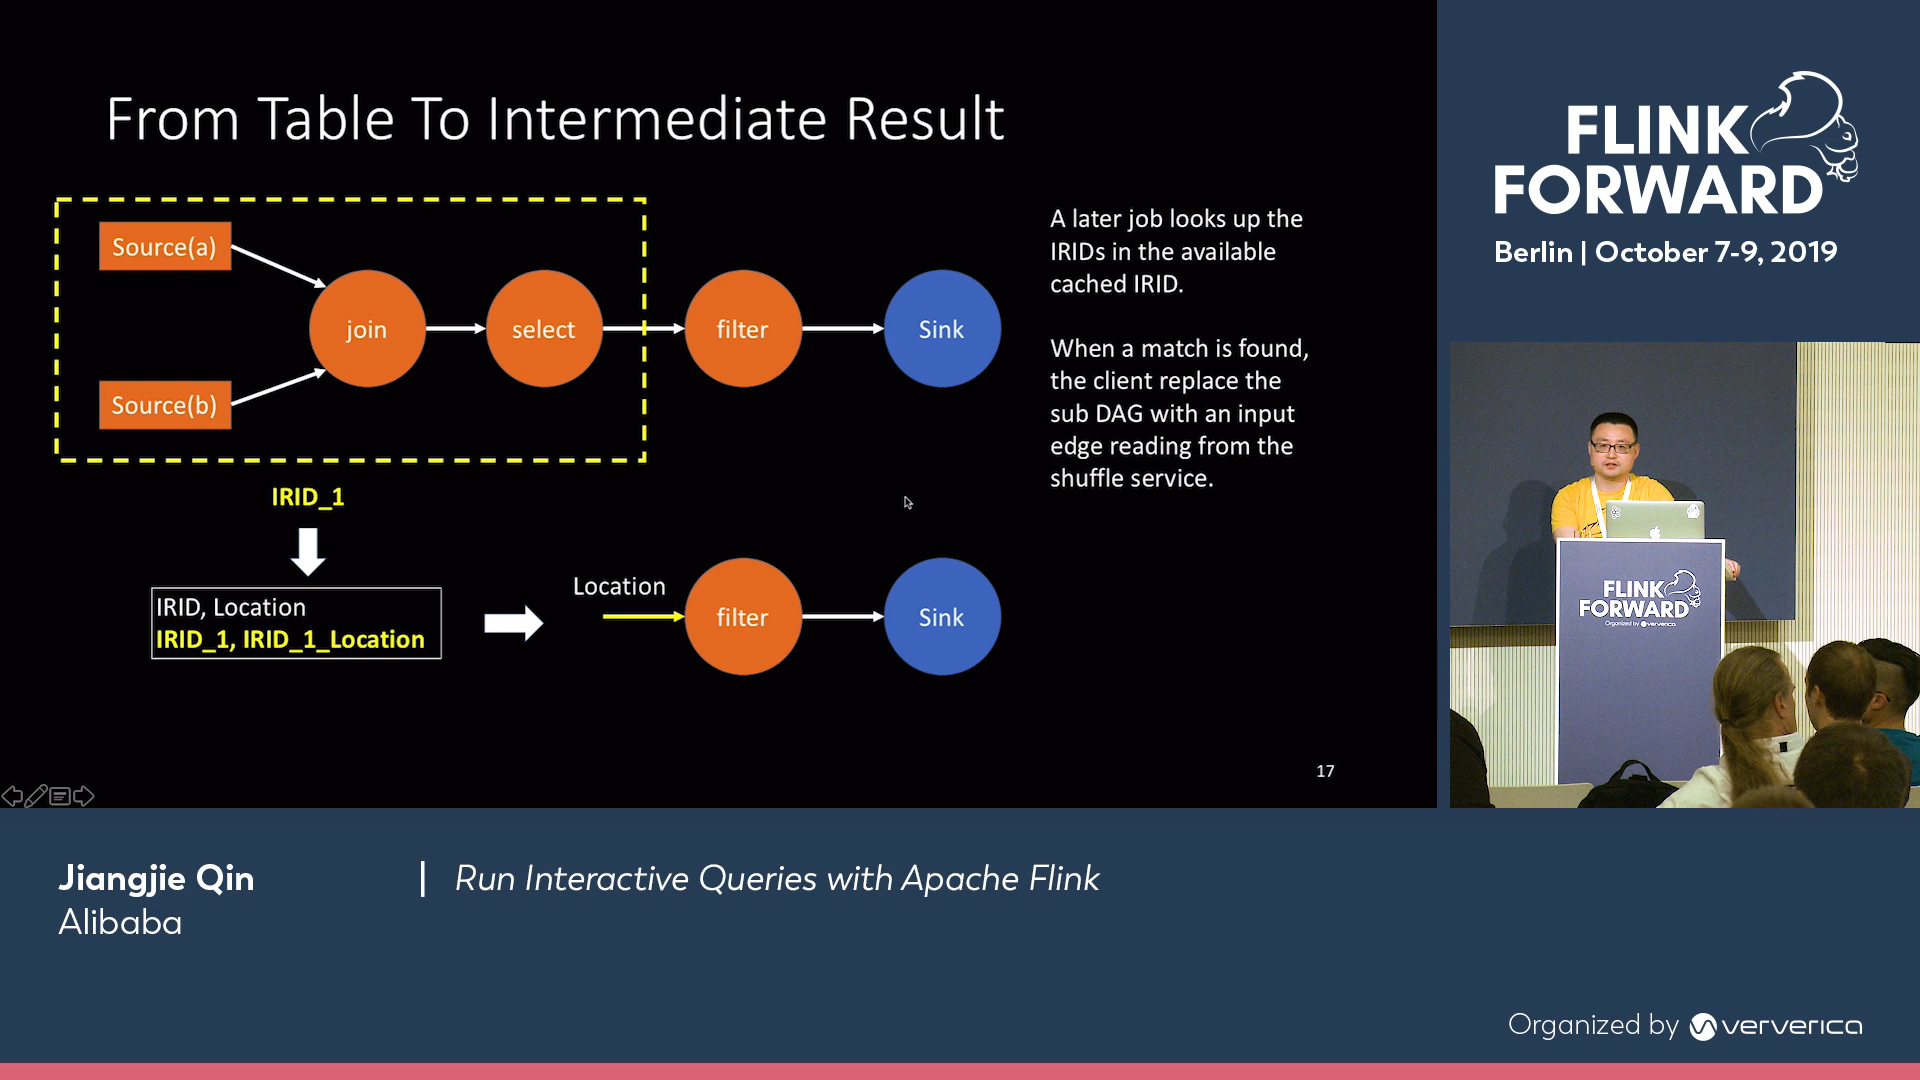 From Table To Intermediate Result
Source(a)
Source(b)
join
select
filter
Sink
IRID_1
IRID, Location
IRID_1, IRID_1_Location
Location
filter
Sink
A later job looks up the
IRIDs in the available
cached IRID.
When a match is found,
the client replace the
sub DAG with an input
edge reading from the
shuffle service.
17
FLINK
FORWARD
Berlin | October 7-9, 2019
FLINK
FORWARD
Organized by ververica
Jiangjie Qin
Alibaba
| Run Interactive Queries with Apache Flink
Organized by ververica